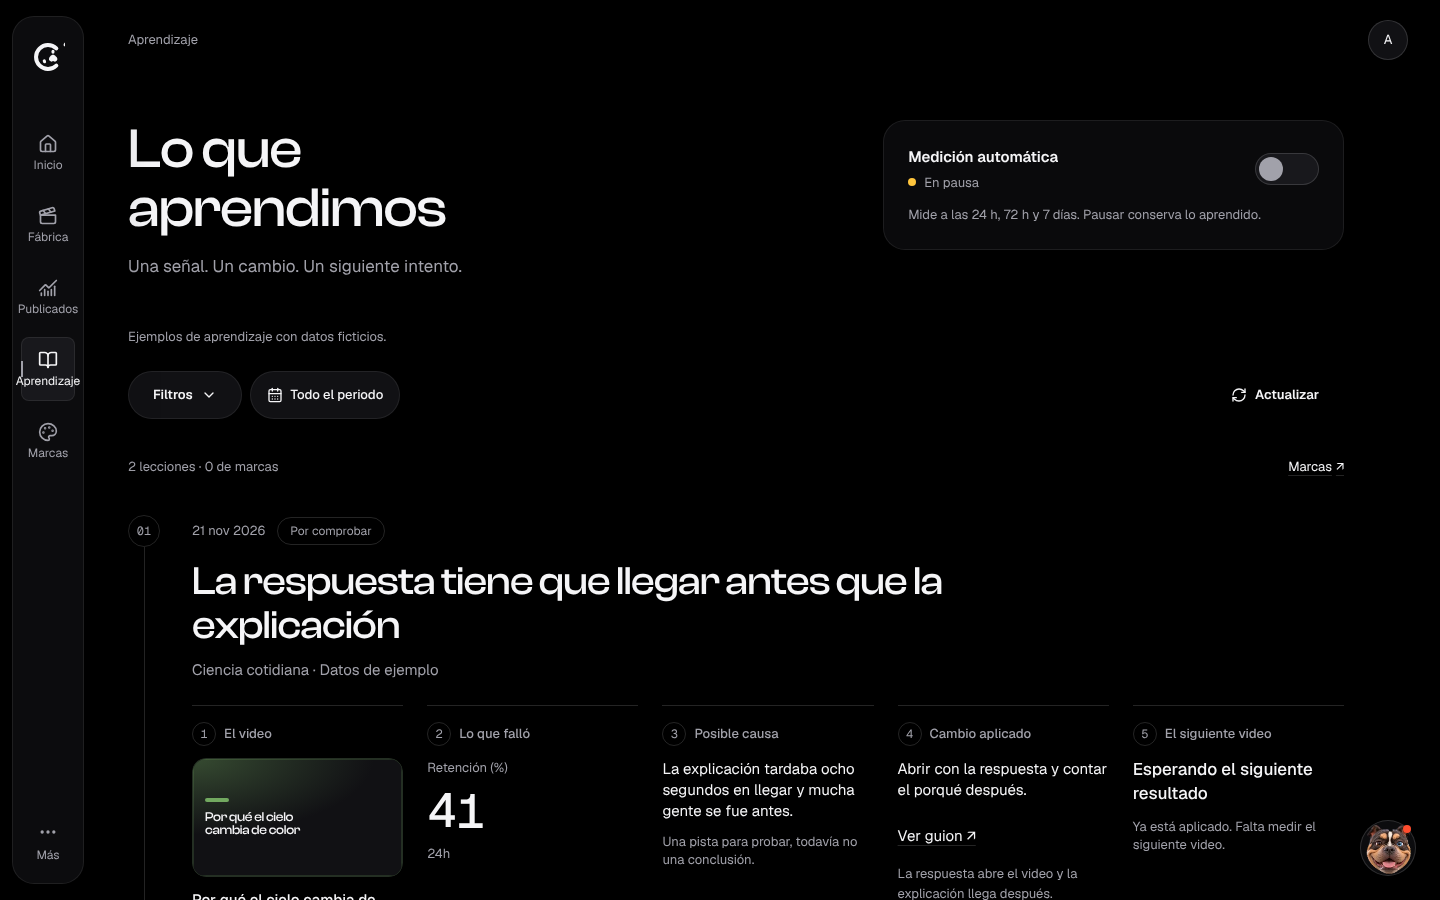 Aprendizaje
A
Inicio
Fábrica
Publicados
Aprendizaje
Marcas
Más
Lo que
aprendimos
Una señal. Un cambio. Un siguiente intento.
Medición automática
En pausa
Mide a las 24 h, 72 h y 7 días. Pausar conserva lo aprendido.
Ejemplos de aprendizaje con datos ficticios.
Filtros
Todo el periodo
Actualizar
2 lecciones · 0 de marcas
Marcas ↗
01
21 nov 2026
Por comprobar
La respuesta tiene que llegar antes que la
explicación
Ciencia cotidiana · Datos de ejemplo
1 El video
Por qué el cielo
cambia de color
Por qué el cielo cambia de
2 Lo que falló
Retención (%)
41
24h
3 Posible causa
La explicación tardaba ocho
segundos en llegar y mucha
gente se fue antes.
Una pista para probar, todavía no
una conclusión.
4 Cambio aplicado
Abrir con la respuesta y contar
el porqué después.
Ver guion ↗
La respuesta abre el video y la
explicación llega después.
5 El siguiente video
Esperando el siguiente
resultado
Ya está aplicado. Falta medir el
siguiente video.